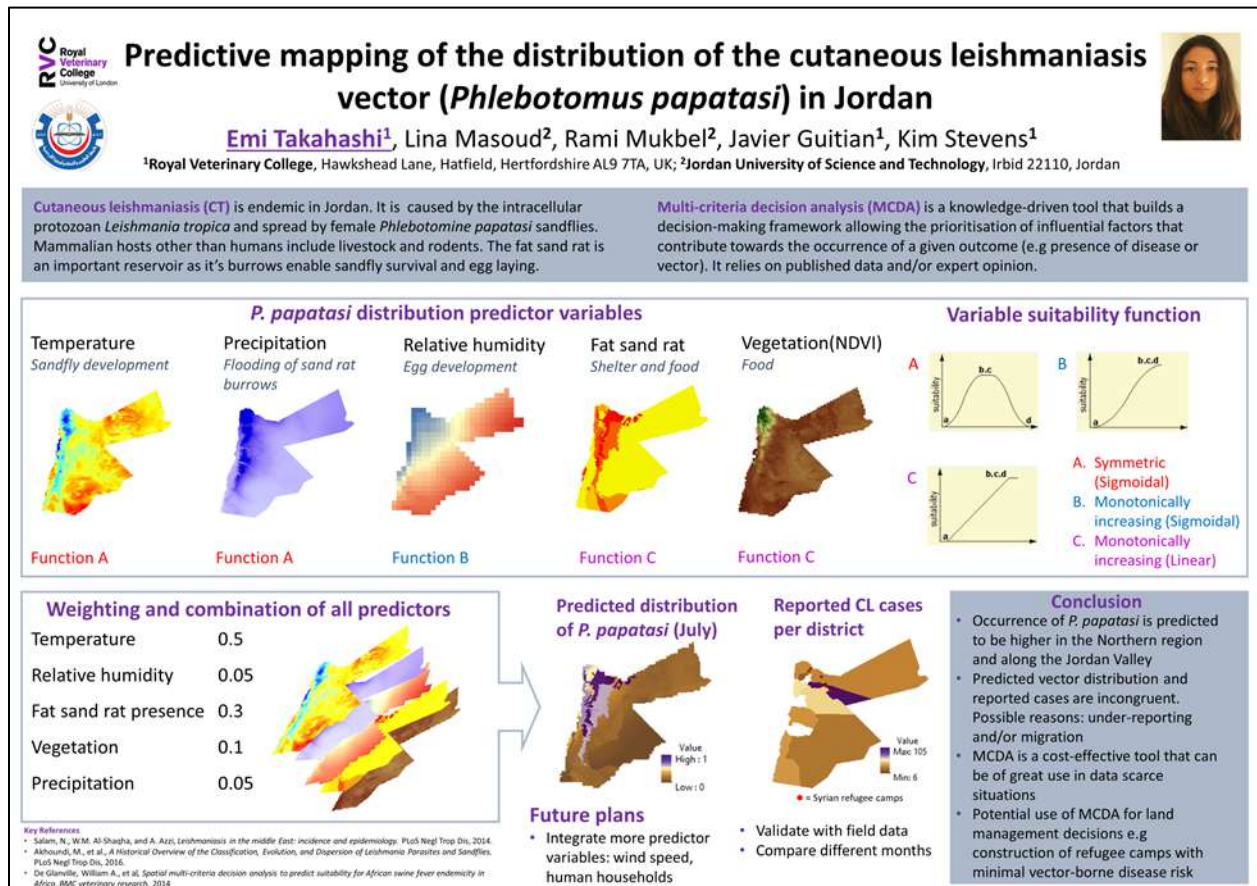 RVC
Royal
Veterinary
College
University of London
Predictive mapping of the distribution of the cutaneous leishmaniasis
vector (Phlebotomus papatasi) in Jordan
Emi Takahashi¹, Lina Masoud², Rami Mukbel², Javier Guitian¹, Kim Stevens¹
¹Royal Veterinary College, Hawkshead Lane, Hatfield, Hertfordshire AL9 7TA, UK; ²Jordan University of Science and Technology, Irbid 22110, Jordan
Cutaneous leishmaniasis (CT) is endemic in Jordan. It is caused by the intracellular
protozoan Leishmania tropica and spread by female Phlebotomine papatasi sandflies.
Mammalian hosts other than humans include livestock and rodents. The fat sand rat is
an important reservoir as it's burrows enable sandfly survival and egg laying.
Multi-criteria decision analysis (MCDA) is a knowledge-driven tool that builds a
decision-making framework allowing the prioritisation of influential factors that
contribute towards the occurrence of a given outcome (e.g presence of disease or
vector). It relies on published data and/or expert opinion.
P. papatasi distribution predictor variables
Temperature
Sandfly development
Function A
Precipitation
Flooding of sand rat
burrows
Function A
Relative humidity
Egg development
Function B
Fat sand rat
Shelter and food
Function C
Vegetation(NDVI)
Food
Function C
Variable suitability function
A
suitability
a
b.c
d
B
suitability
a
b.c.d
C
suitability
a
b.c.d
A. Symmetric
(Sigmoidal)
B. Monotonically
increasing (Sigmoidal)
C. Monotonically
increasing (Linear)
Weighting and combination of all predictors
Temperature 0.5
Relative humidity 0.05
Fat sand rat presence 0.3
Vegetation 0.1
Precipitation 0.05
Predicted distribution
of P. papatasi (July)
Value
High : 1
Low : 0
Reported CL cases
per district
Value
Max: 105
Min: 6
= Syrian refugee camps
Future plans
• Integrate more predictor
variables: wind speed,
human households
• Validate with field data
• Compare different months
Conclusion
• Occurrence of P. papatasi is predicted
to be higher in the Northern region
and along the Jordan Valley
• Predicted vector distribution and
reported cases are incongruent.
Possible reasons: under-reporting
and/or migration
• MCDA is a cost-effective tool that can
be of great use in data scarce
situations
• Potential use of MCDA for land
management decisions e.g
construction of refugee camps with
minimal vector-borne disease risk
Key References
• Salam, N., W.M. Al-Shaqha, and A. Azzi, Leishmaniasis in the middle East: incidence and epidemiology. PLoS Negl Trop Dis, 2014.
• Akhoundi, M., et al., A Historical Overview of the Classification, Evolution, and Dispersion of Leishmania Parasites and Sandflies.
PLoS Negl Trop Dis, 2016.
• De Glanville, William A., et al, Spatial multi-criteria decision analysis to predict suitability for African swine fever endemicity in
Africa. BMC veterinary research, 2014